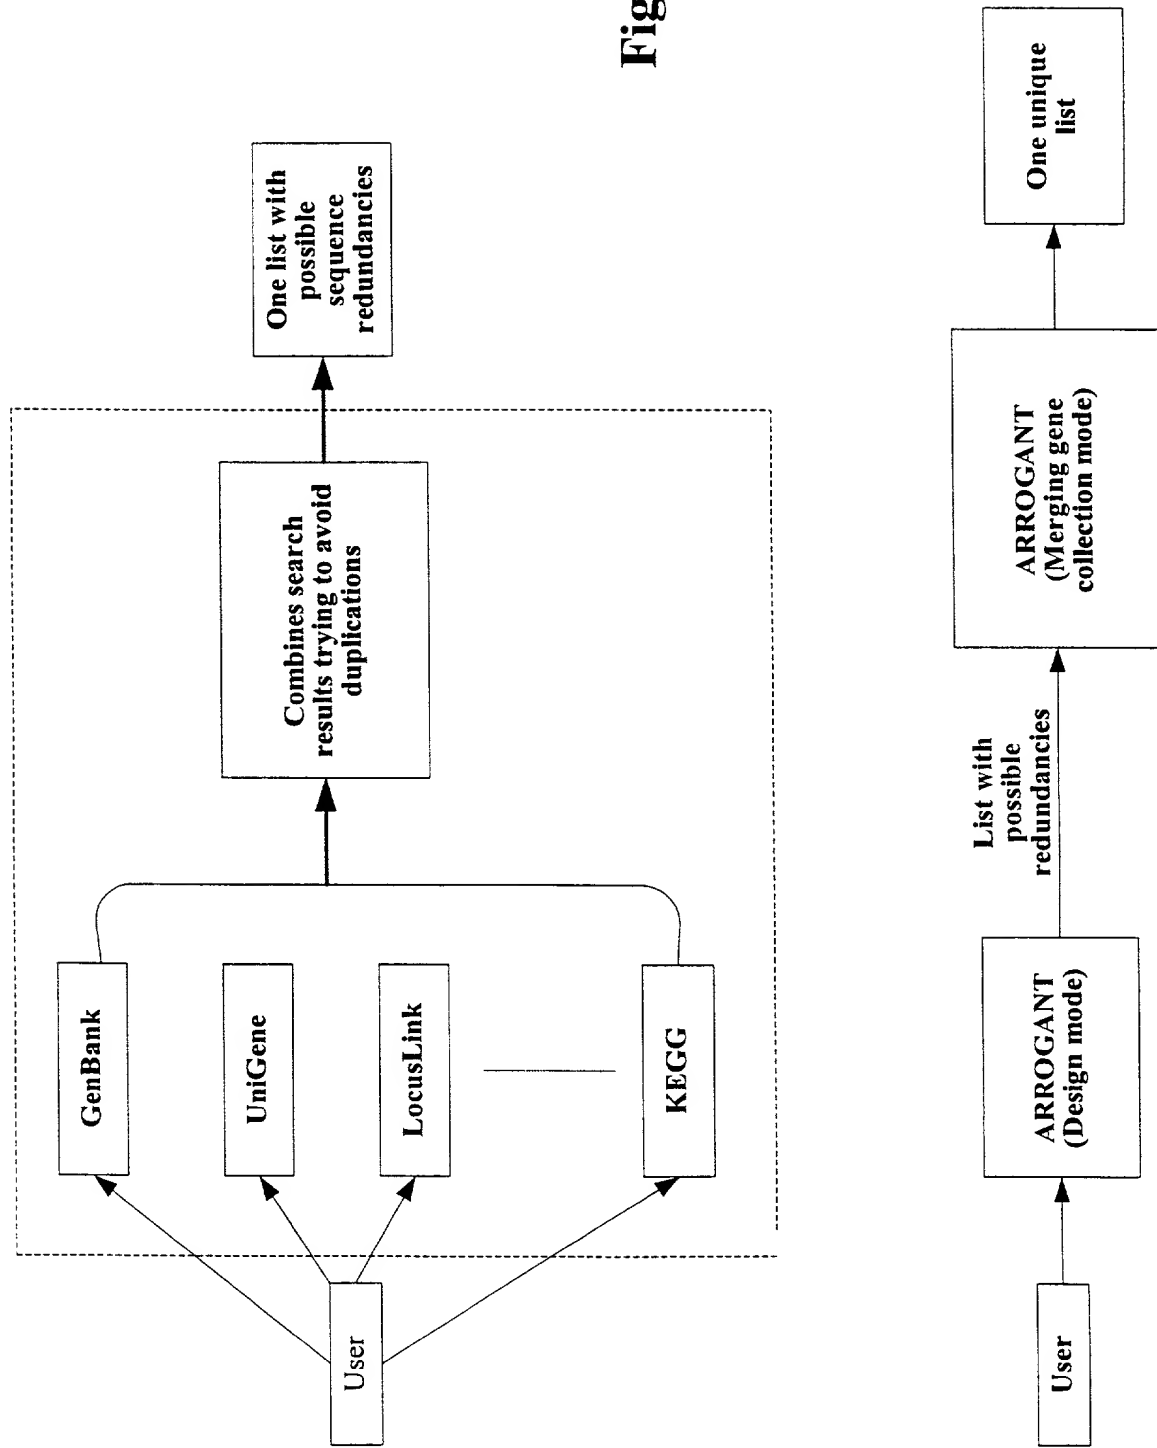 User
GenBank
UniGene
LocusLink
KEGG
Combines search
results trying to avoid
duplications
One list with
possible
sequence
redundancies
Fig
User
ARROGANT
(Design mode)
List with
possible
redundancies
ARROGANT
(Merging gene
collection mode)
One unique
list